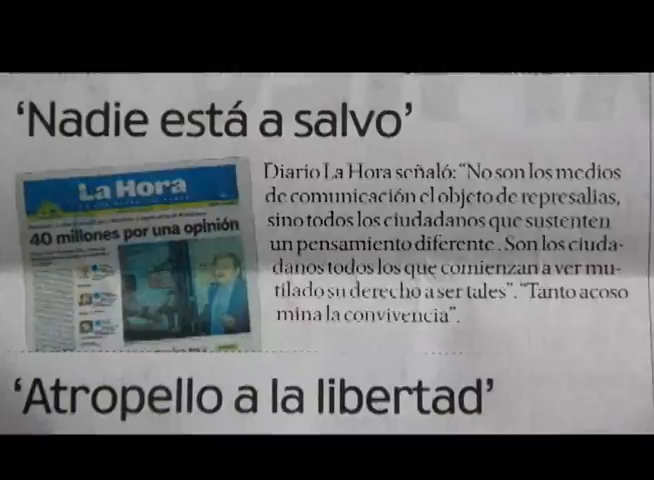 ‘Nadie está a salvo’
La Hora
40 millones por una opinión
Diario La Hora señaló: “No son los medios
de comunicación el objeto de represalias,
sino todos los ciudadanos que sustenten
un pensamiento diferente. Son los ciuda-
danos todos los que comienzan a ver mu-
tilado su derecho a ser tales”. “Tanto acoso
mina la convivencia”.
‘Atropello a la libertad’